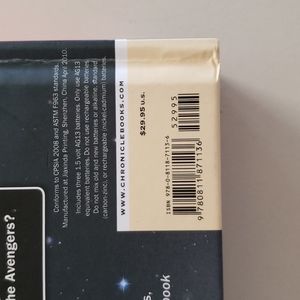 Conforms to CPSIA 2008 and ASTM F963 standards.
Manufactured at Jiaxinda Printing, Shenzhen, China April 2010.
Includes three 1.5 volt AG13 batteries. Only use AG13
equivalent batteries. Do not use rechargeable batteries.
Do not mix old and new batteries or alkaline, standard
(carbon-zinc), or rechargeable (nickel-cadmium) batteries.
WWW.CHRONICLEBOOKS.COM
$29.95 U.S.
52995
ISBN 978-0-8118-7113-6
9 780811 871136
he Avengers?
book